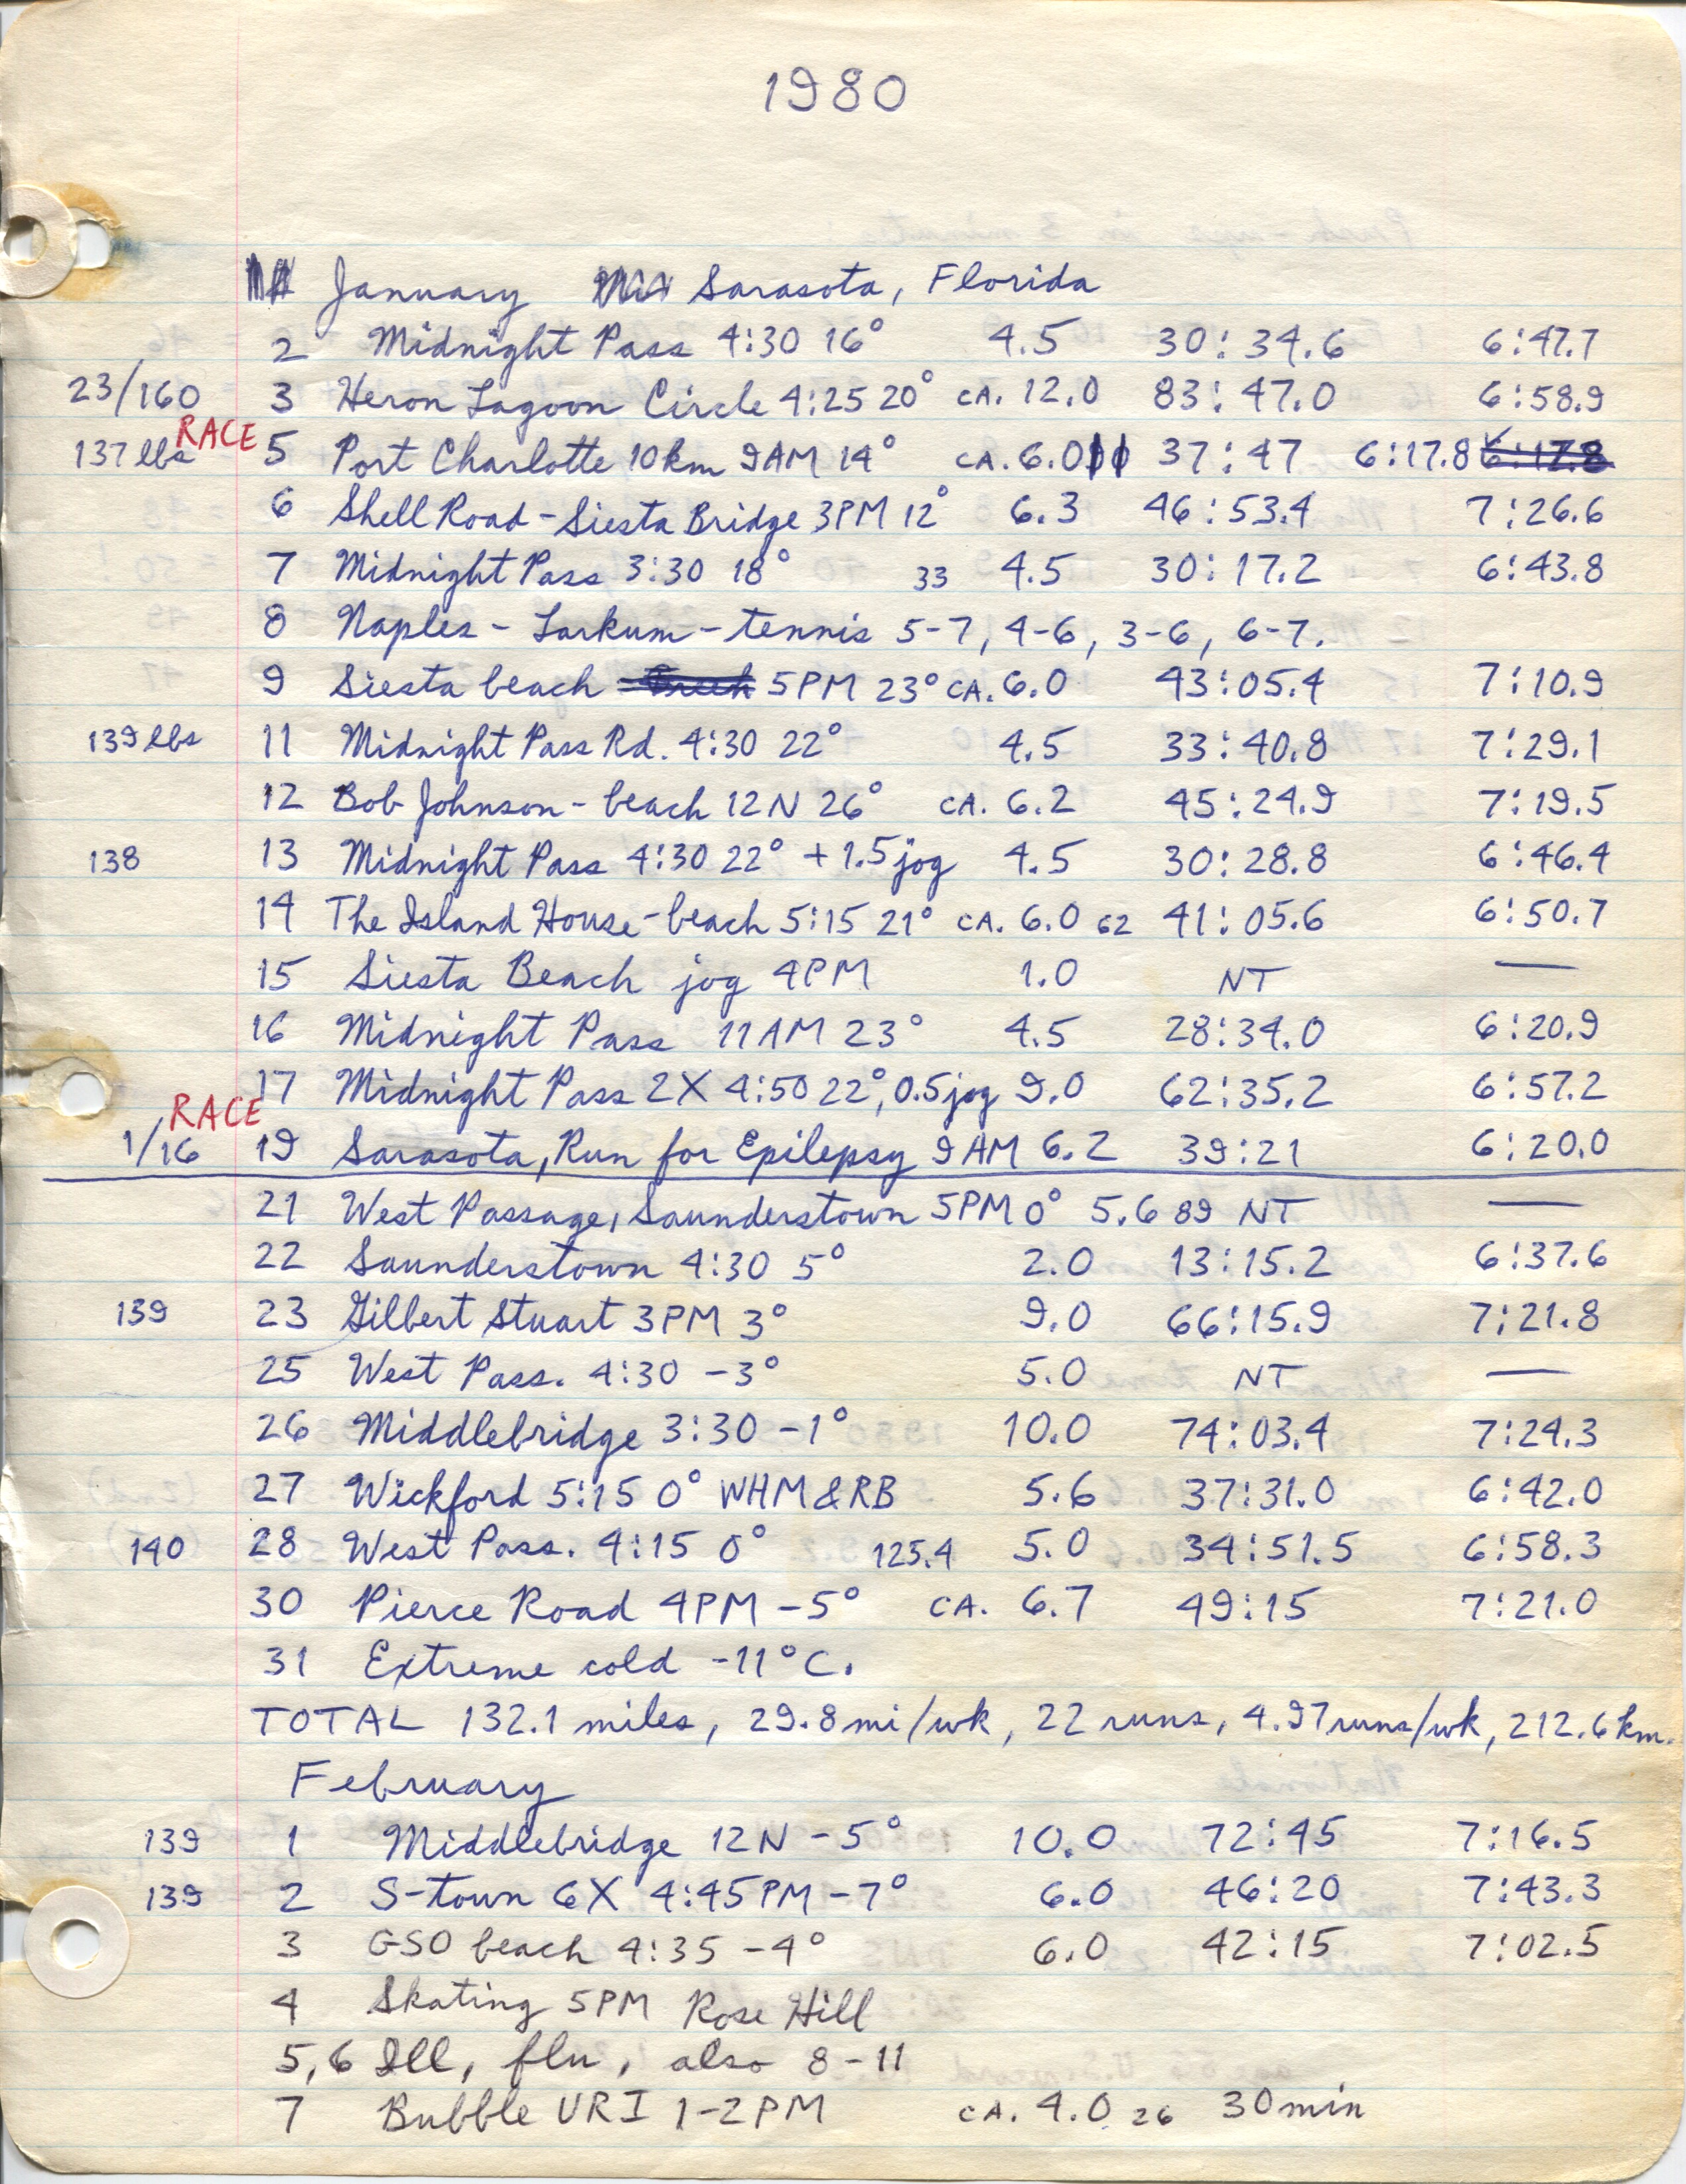 1980
January Sarasota, Florida
2 Midnight Pass 4:30 16° 4.5 30:34.6 6:47.7
23/160 3 Heron Lagoon Circle 4:25 20° CA. 12.0 83:47.0 6:58.9
137 lbs RACE 5 Port Charlotte 10km 9AM 14° CA. 6.0 37:47 6:17.8 6:17.8
6 Shell Road - Siesta Bridge 3PM 12° 6.3 46:53.4 7:26.6
7 Midnight Pass 3:30 18° 33 4.5 30:17.2 6:43.8
8 Naples - Larkum - tennis 5-7, 4-6, 3-6, 6-7.
9 Siesta beach 5PM 23° CA. 6.0 43:05.4 7:10.9
139 lbs 11 Midnight Pass Rd. 4:30 22° 4.5 33:40.8 7:29.1
12 Bob Johnson - beach 12N 26° CA. 6.2 45:24.9 7:19.5
138 13 Midnight Pass 4:30 22° + 1.5 jog 4.5 30:28.8 6:46.4
14 The Island House - beach 5:15 21° CA. 6.0 62 41:05.6 6:50.7
15 Siesta Beach jog 4PM 1.0 NT —
16 Midnight Pass 11AM 23° 4.5 28:34.0 6:20.9
17 Midnight Pass 2X 4:50 22°, 0.5 jog 9.0 62:35.2 6:57.2
1/16 RACE 19 Sarasota, Run for Epilepsy 9AM 6.2 39:21 6:20.0
21 West Passage, Saunderstown 5PM 0° 5.6 89 NT —
22 Saunderstown 4:30 5° 2.0 13:15.2 6:37.6
139 23 Gilbert Stuart 3PM 3° 9.0 66:15.9 7:21.8
25 West Pass. 4:30 -3° 5.0 NT —
26 Middlebridge 3:30 -1° 10.0 74:03.4 7:24.3
27 Wickford 5:15 0° WHM & RB 5.6 37:31.0 6:42.0
140 28 West Pass. 4:15 0° 125.4 5.0 34:51.5 6:58.3
30 Pierce Road 4PM -5° CA. 6.7 49:15 7:21.0
31 Extreme cold -11°C.
TOTAL 132.1 miles, 29.8 mi/wk, 22 runs, 4.97 runs/wk, 212.6 km.
February
139 1 Middlebridge 12N -5° 10.0 72:45 7:16.5
139 2 S-town 6X 4:45PM -7° 6.0 46:20 7:43.3
3 GSO beach 4:35 -4° 6.0 42:15 7:02.5
4 Skating 5PM Rose Hill
5,6 Ill, flu, also 8-11
7 Bubble URI 1-2PM CA. 4.0 26 30min